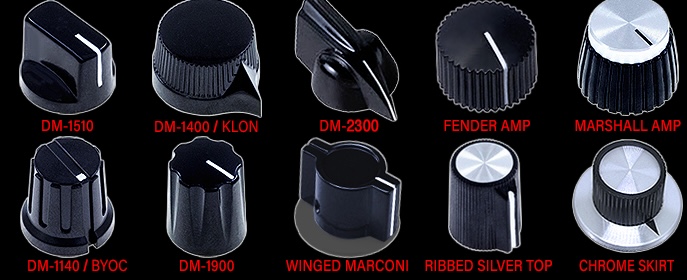 DM-1510
DM-1400 / KLON
DM-2300
FENDER AMP
MARSHALL AMP
DM-1140 / BYOC
DM-1900
WINGED MARCONI
RIBBED SILVER TOP
CHROME SKIRT